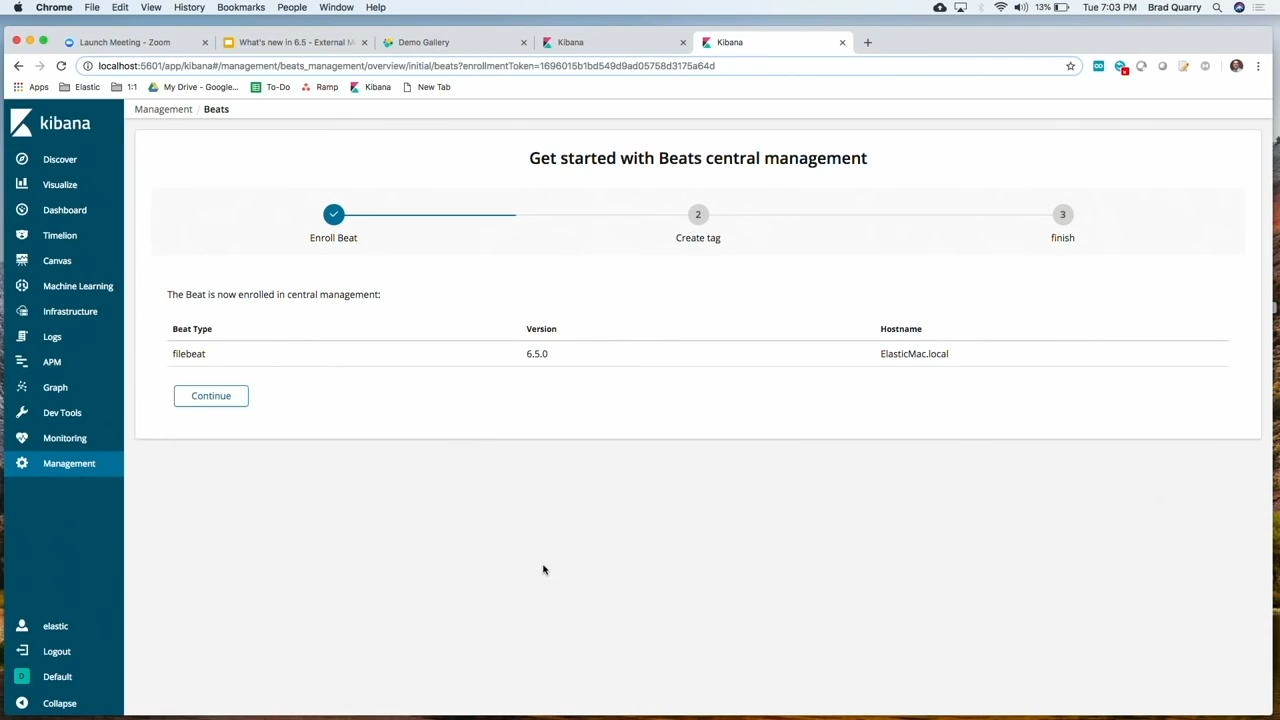 Chrome File Edit View History Bookmarks People Window Help 13% Tue 7:03 PM Brad Quarry
Launch Meeting - Zoom What's new in 6.5 - External M Demo Gallery Kibana Kibana
localhost:5601/app/kibana#/management/beats_management/overview/initial/beats?enrollmentToken=1696015b1bd549d9ad05758d3175a64d
Apps Elastic 1:1 My Drive - Google... To-Do Ramp Kibana New Tab
kibana
Management / Beats
Get started with Beats central management
2
3
Enroll Beat
Create tag
finish
The Beat is now enrolled in central management:
Beat Type Version Hostname
filebeat 6.5.0 ElasticMac.local
Continue
Discover
Visualize
Dashboard
Timelion
Canvas
Machine Learning
Infrastructure
Logs
APM
Graph
Dev Tools
Monitoring
Management
elastic
Logout
D Default
Collapse